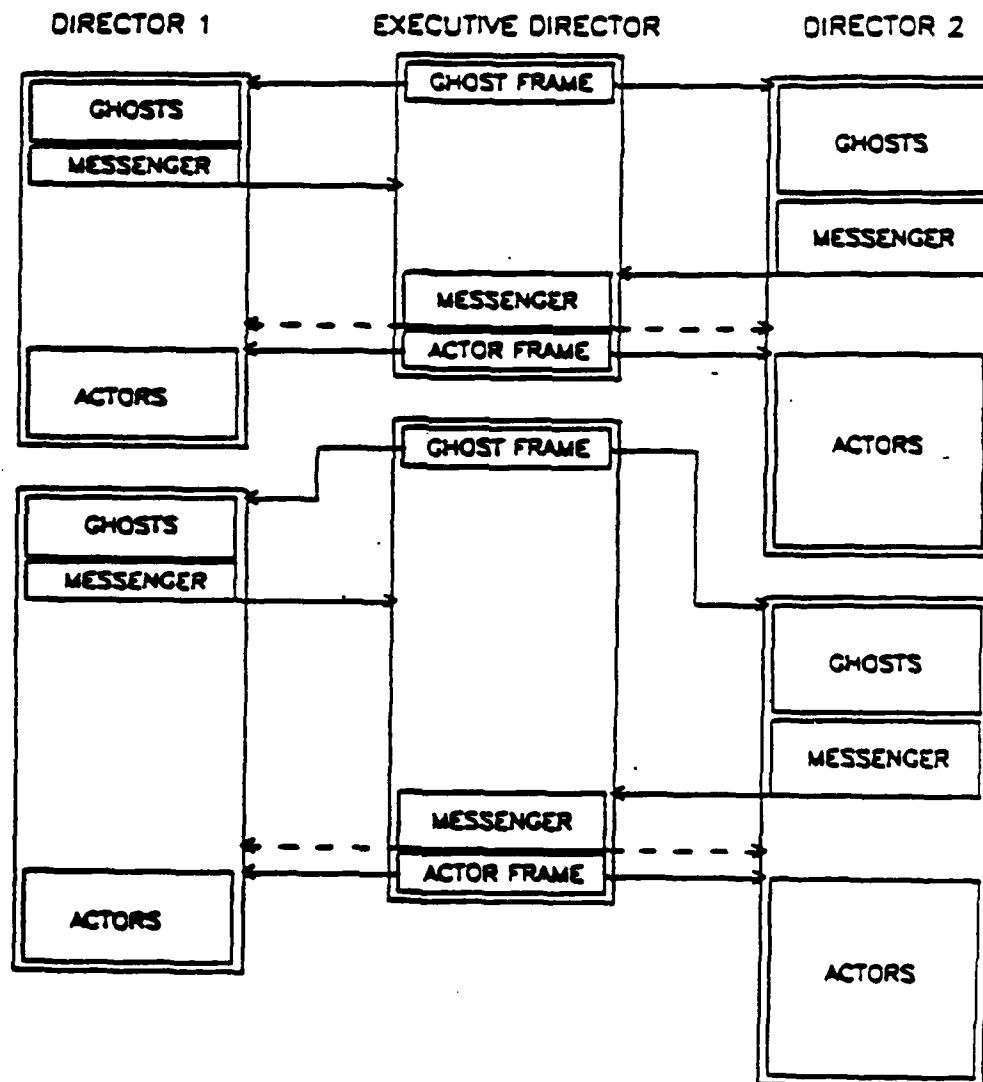 DIRECTOR 1
EXECUTIVE DIRECTOR
DIRECTOR 2
GHOST FRAME
GHOSTS
GHOSTS
MESSENGER
MESSENGER
MESSENGER
ACTOR FRAME
ACTORS
ACTORS
GHOST FRAME
GHOSTS
MESSENGER
GHOSTS
MESSENGER
MESSENGER
ACTOR FRAME
ACTORS
ACTORS